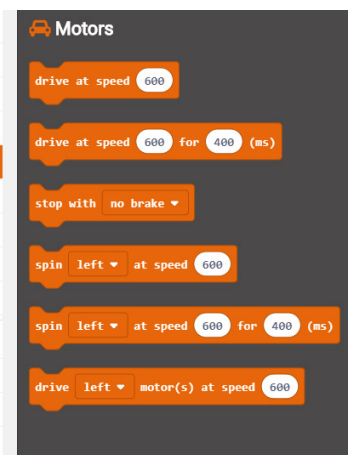 Motors
drive at speed 600
drive at speed 600 for 400 (ms)
stop with no brake
spin left at speed 600
spin left at speed 600 for 400 (ms)
drive left motor(s) at speed 600